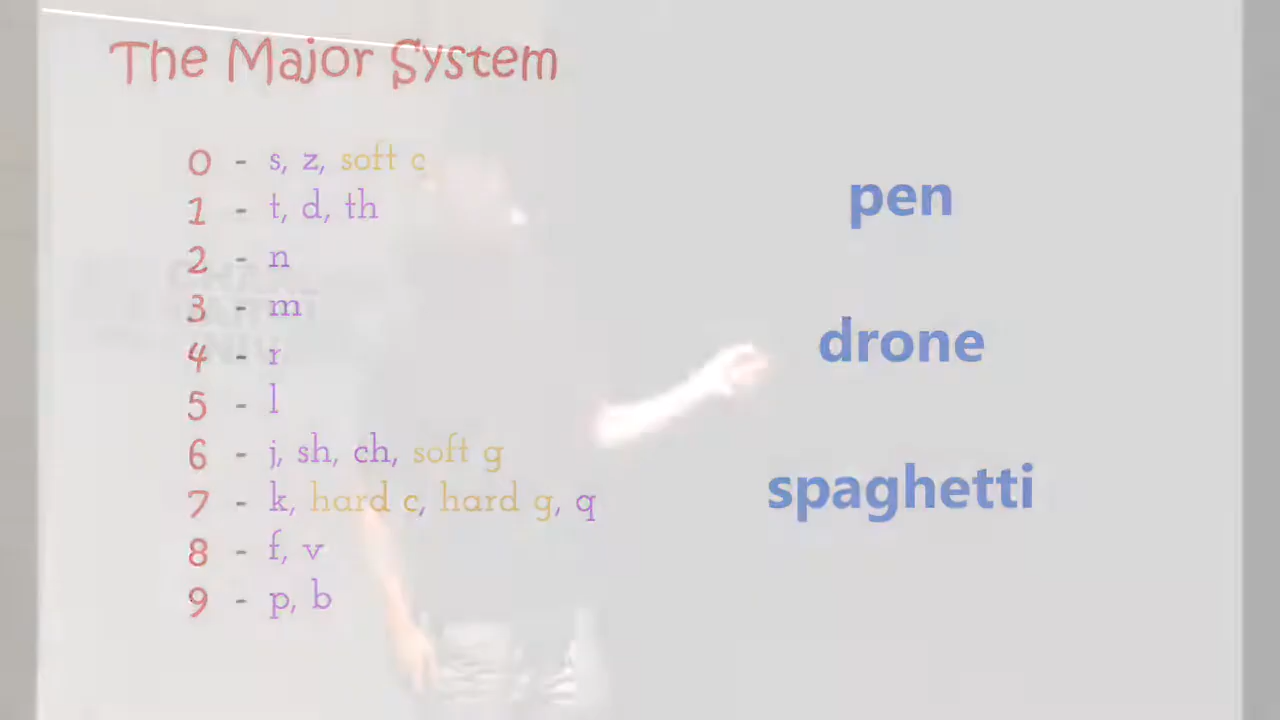 The Major System
0 - s, z, soft c
1 - t, d, th
2 - n
3 - m
4 - r
5 - l
6 - j, sh, ch, soft g
7 - k, hard c, hard g, q
8 - f, v
9 - p, b
pen
drone
spaghetti